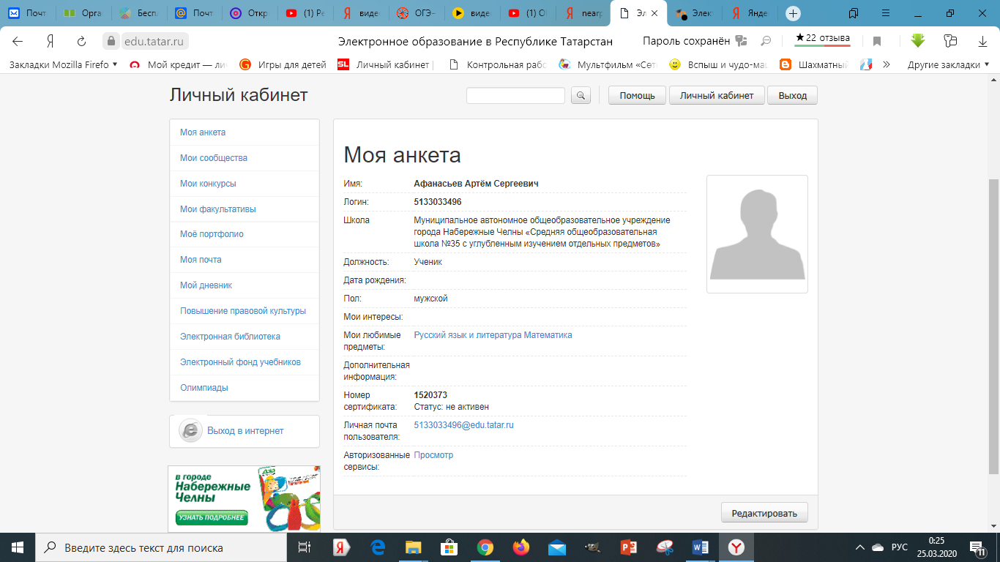 Почт
Орга
Бесп
Почт
Откр
(1) Ре
виде
ОГЭ-
виде
(1) О
nearp
Эл
Элект
Янде
edu.tatar.ru
Электронное образование в Республике Татарстан
Пароль сохранён
★22 отзыва
Закладки Mozilla Firefo
Мой кредит — ли
Игры для детей
Личный кабинет |
Контрольная рабо
Мультфильм «Сет
Вспыш и чудо-маш
Шахматный
Другие закладки
Личный кабинет
Помощь
Личный кабинет
Выход
Моя анкета
Мои сообщества
Мои конкурсы
Мои факультативы
Моё портфолио
Моя почта
Мой дневник
Повышение правовой культуры
Электронная библиотека
Электронный фонд учебников
Олимпиады
Выход в интернет
в городе
Набережные
Челны
УЗНАТЬ ПОДРОБНЕЕ
Моя анкета
Имя: Афанасьев Артём Сергеевич
Логин: 5133033496
Школа Муниципальное автономное общеобразовательное учреждение
города Набережные Челны «Средняя общеобразовательная
школа №35 с углубленным изучением отдельных предметов»
Должность: Ученик
Дата рождения:
Пол: мужской
Мои интересы:
Мои любимые Русский язык и литература Математика
предметы:
Дополнительная
информация:
Номер 1520373
сертификата: Статус: не активен
Личная почта 5133033496@edu.tatar.ru
пользователя:
Авторизованные Просмотр
сервисы:
Редактировать
Введите здесь текст для поиска
РУС
0:25
25.03.2020
11